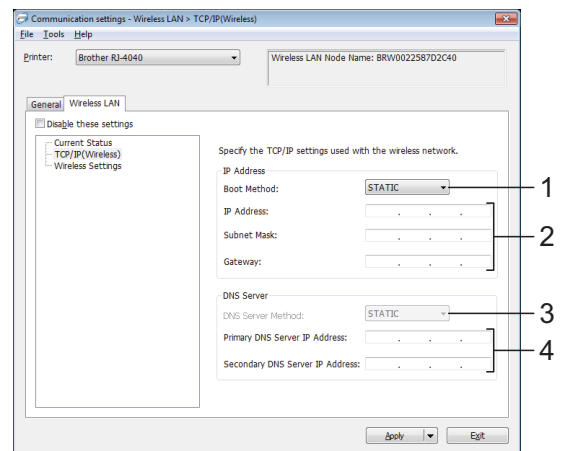 Communication settings - Wireless LAN > TCP/IP(Wireless)
File Tools Help
Printer: Brother RJ-4040 Wireless LAN Node Name: BRW0022587D2C40
General Wireless LAN
Disable these settings
Current Status
TCP/IP(Wireless)
Wireless Settings
Specify the TCP/IP settings used with the wireless network.
IP Address
Boot Method: STATIC 1
IP Address: . . .
Subnet Mask: . . . 2
Gateway: . . .
DNS Server
DNS Server Method: STATIC 3
Primary DNS Server IP Address: . . .
4
Secondary DNS Server IP Address: . . .
Apply Exit